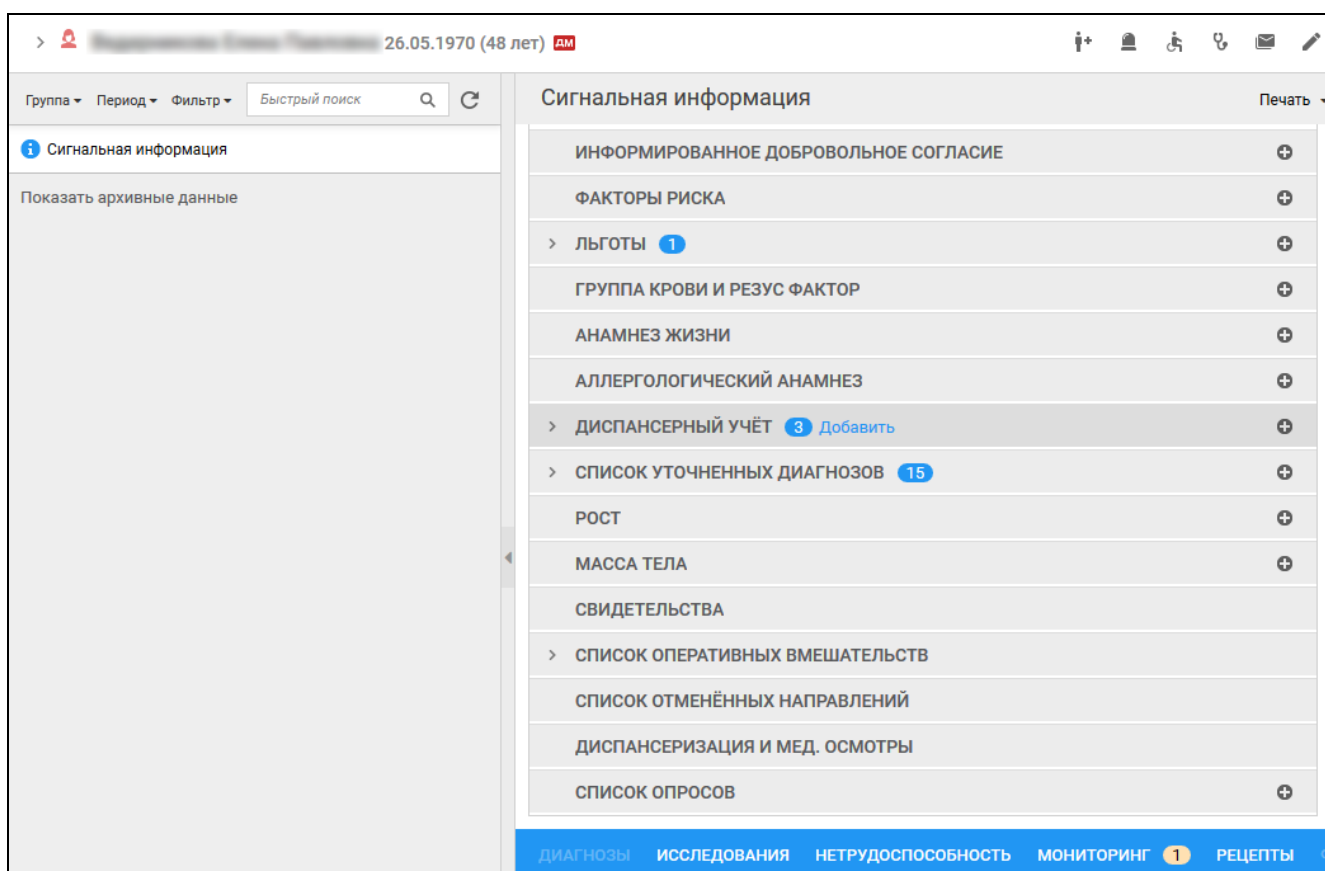 26.05.1970 (48 лет) ДМ
Группа Период Фильтр Быстрый поиск
Сигнальная информация
Показать архивные данные
Сигнальная информация Печать
ИНФОРМИРОВАННОЕ ДОБРОВОЛЬНОЕ СОГЛАСИЕ
ФАКТОРЫ РИСКА
ЛЬГОТЫ 1
ГРУППА КРОВИ И РЕЗУС ФАКТОР
АНАМНЕЗ ЖИЗНИ
АЛЛЕРГОЛОГИЧЕСКИЙ АНАМНЕЗ
ДИСПАНСЕРНЫЙ УЧЁТ 3 Добавить
СПИСОК УТОЧНЕННЫХ ДИАГНОЗОВ 15
РОСТ
МАССА ТЕЛА
СВИДЕТЕЛЬСТВА
СПИСОК ОПЕРАТИВНЫХ ВМЕШАТЕЛЬСТВ
СПИСОК ОТМЕНЁННЫХ НАПРАВЛЕНИЙ
ДИСПАНСЕРИЗАЦИЯ И МЕД. ОСМОТРЫ
СПИСОК ОПРОСОВ
ДИАГНОЗЫ ИССЛЕДОВАНИЯ НЕТРУДОСПОСОБНОСТЬ МОНИТОРИНГ 1 РЕЦЕПТЫ